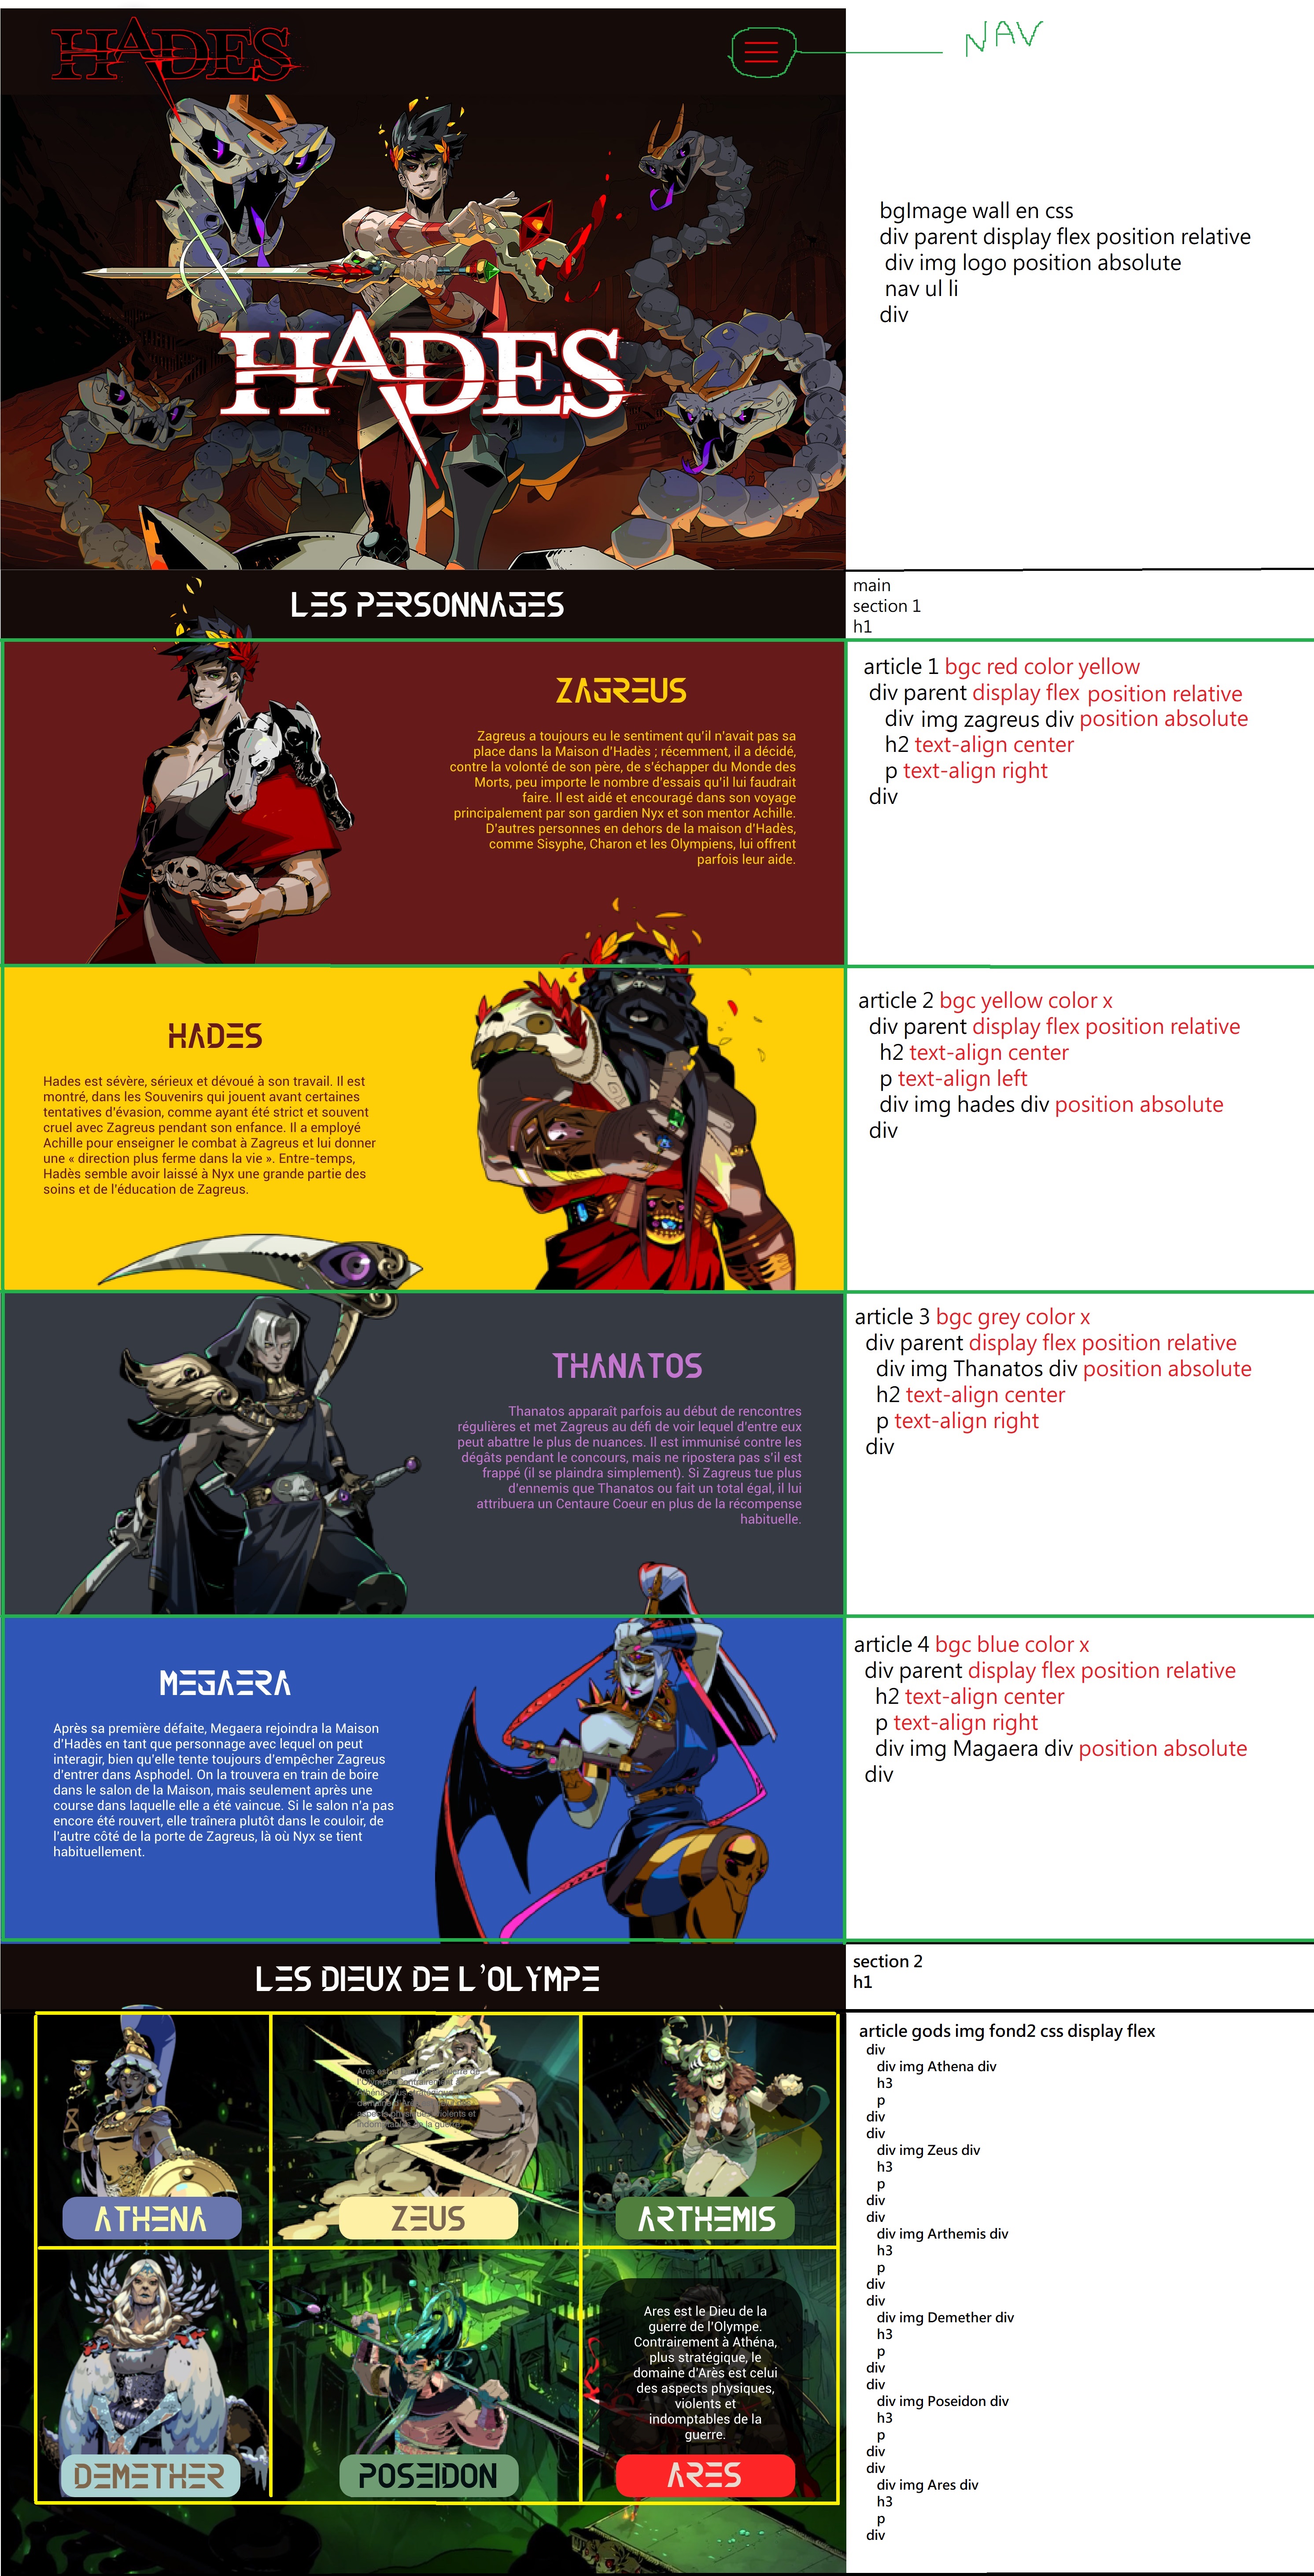 HADES
NAV
HADES
bgImage wall en css
div parent display flex position relative
div img logo position absolute
nav ul li
div
LES PERSONNAGES
main
section 1
h1
ZAGREUS
Zagreus a toujours eu le sentiment qu'il n'avait pas sa
place dans la Maison d'Hadès ; récemment, il a décidé,
contre la volonté de son père, de s'échapper du Monde des
Morts, peu importe le nombre d'essais qu'il lui faudrait
faire. Il est aidé et encouragé dans son voyage
principalement par son gardien Nyx et son mentor Achille.
D'autres personnes en dehors de la maison d'Hadès,
comme Sisyphe, Charon et les Olympiens, lui offrent
parfois leur aide.
article 1 bgc red color yellow
div parent display flex position relative
div img zagreus div position absolute
h2 text-align center
p text-align right
div
HADES
Hades est sévère, sérieux et dévoué à son travail. Il est
montré, dans les Souvenirs qui jouent avant certaines
tentatives d'évasion, comme ayant été strict et souvent
cruel avec Zagreus pendant son enfance. Il a employé
Achille pour enseigner le combat à Zagreus et lui donner
une « direction plus ferme dans la vie ». Entre-temps,
Hadès semble avoir laissé à Nyx une grande partie des
soins et de l'éducation de Zagreus.
article 2 bgc yellow color x
div parent display flex position relative
h2 text-align center
p text-align left
div img hades div position absolute
div
THANATOS
Thanatos apparaît parfois au début de rencontres
régulières et met Zagreus au défi de voir lequel d'entre eux
peut abattre le plus de nuances. Il est immunisé contre les
dégâts pendant le concours, mais ne ripostera pas s'il est
frappé (il se plaindra simplement). Si Zagreus tue plus
d'ennemis que Thanatos ou fait un total égal, il lui
attribuera un Centaure Coeur en plus de la récompense
habituelle.
article 3 bgc grey color x
div parent display flex position relative
div img Thanatos div position absolute
h2 text-align center
p text-align right
div
MEGAERA
Après sa première défaite, Megaera rejoindra la Maison
d'Hadès en tant que personnage avec lequel on peut
interagir, bien qu'elle tente toujours d'empêcher Zagreus
d'entrer dans Asphodel. On la trouvera en train de boire
dans le salon de la Maison, mais seulement après une
course dans laquelle elle a été vaincue. Si le salon n'a pas
encore été rouvert, elle traînera plutôt dans le couloir, de
l'autre côté de la porte de Zagreus, là où Nyx se tient
habituellement.
article 4 bgc blue color x
div parent display flex position relative
h2 text-align center
p text-align right
div img Magaera div position absolute
div
LES DIEUX DE L'OLYMPE
section 2
h1
ATHENA
ZEUS
ARTHEMIS
DEMETHER
POSEIDON
Ares est le Dieu de la
guerre de l'Olympe.
Contrairement à Athéna,
plus stratégique, le
domaine d'Arès est celui
des aspects physiques,
violents et
indomptables de la
guerre.
ARES
article gods img fond2 css display flex
div
div img Athena div
h3
p
div
div
div img Zeus div
h3
p
div
div
div img Arthemis div
h3
p
div
div
div img Demether div
h3
p
div
div
div img Poseidon div
h3
p
div
div
div img Ares div
h3
p
div